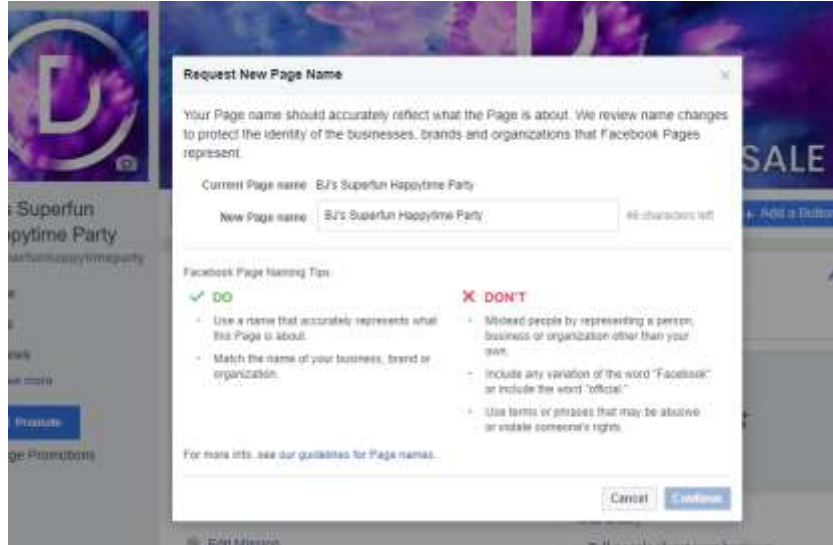 D
SALE
Superfun
pytime Party
+ Add a Button
Promote
ge Promotions
Request New Page Name
×
Your Page name should accurately reflect what the Page is about. We review name changes
to protect the identity of the businesses, brands and organizations that Facebook Pages
represent.
Current Page name BJ's Superfun Happytime Party
New Page name BJ's Superfun Happytime Party 46 characters left
Facebook Page Naming Tips:
DO
Use a name that accurately represents what
this Page is about.
Match the name of your business, brand or
organization.
DON'T
Mislead people by representing a person,
business or organization other than your
own.
Include any variation of the word "Facebook"
or include the word "official."
Use terms or phrases that may be abusive
or violate someone's rights.
For more info, see our guidelines for Page names.
Cancel Continue
Edit Mission